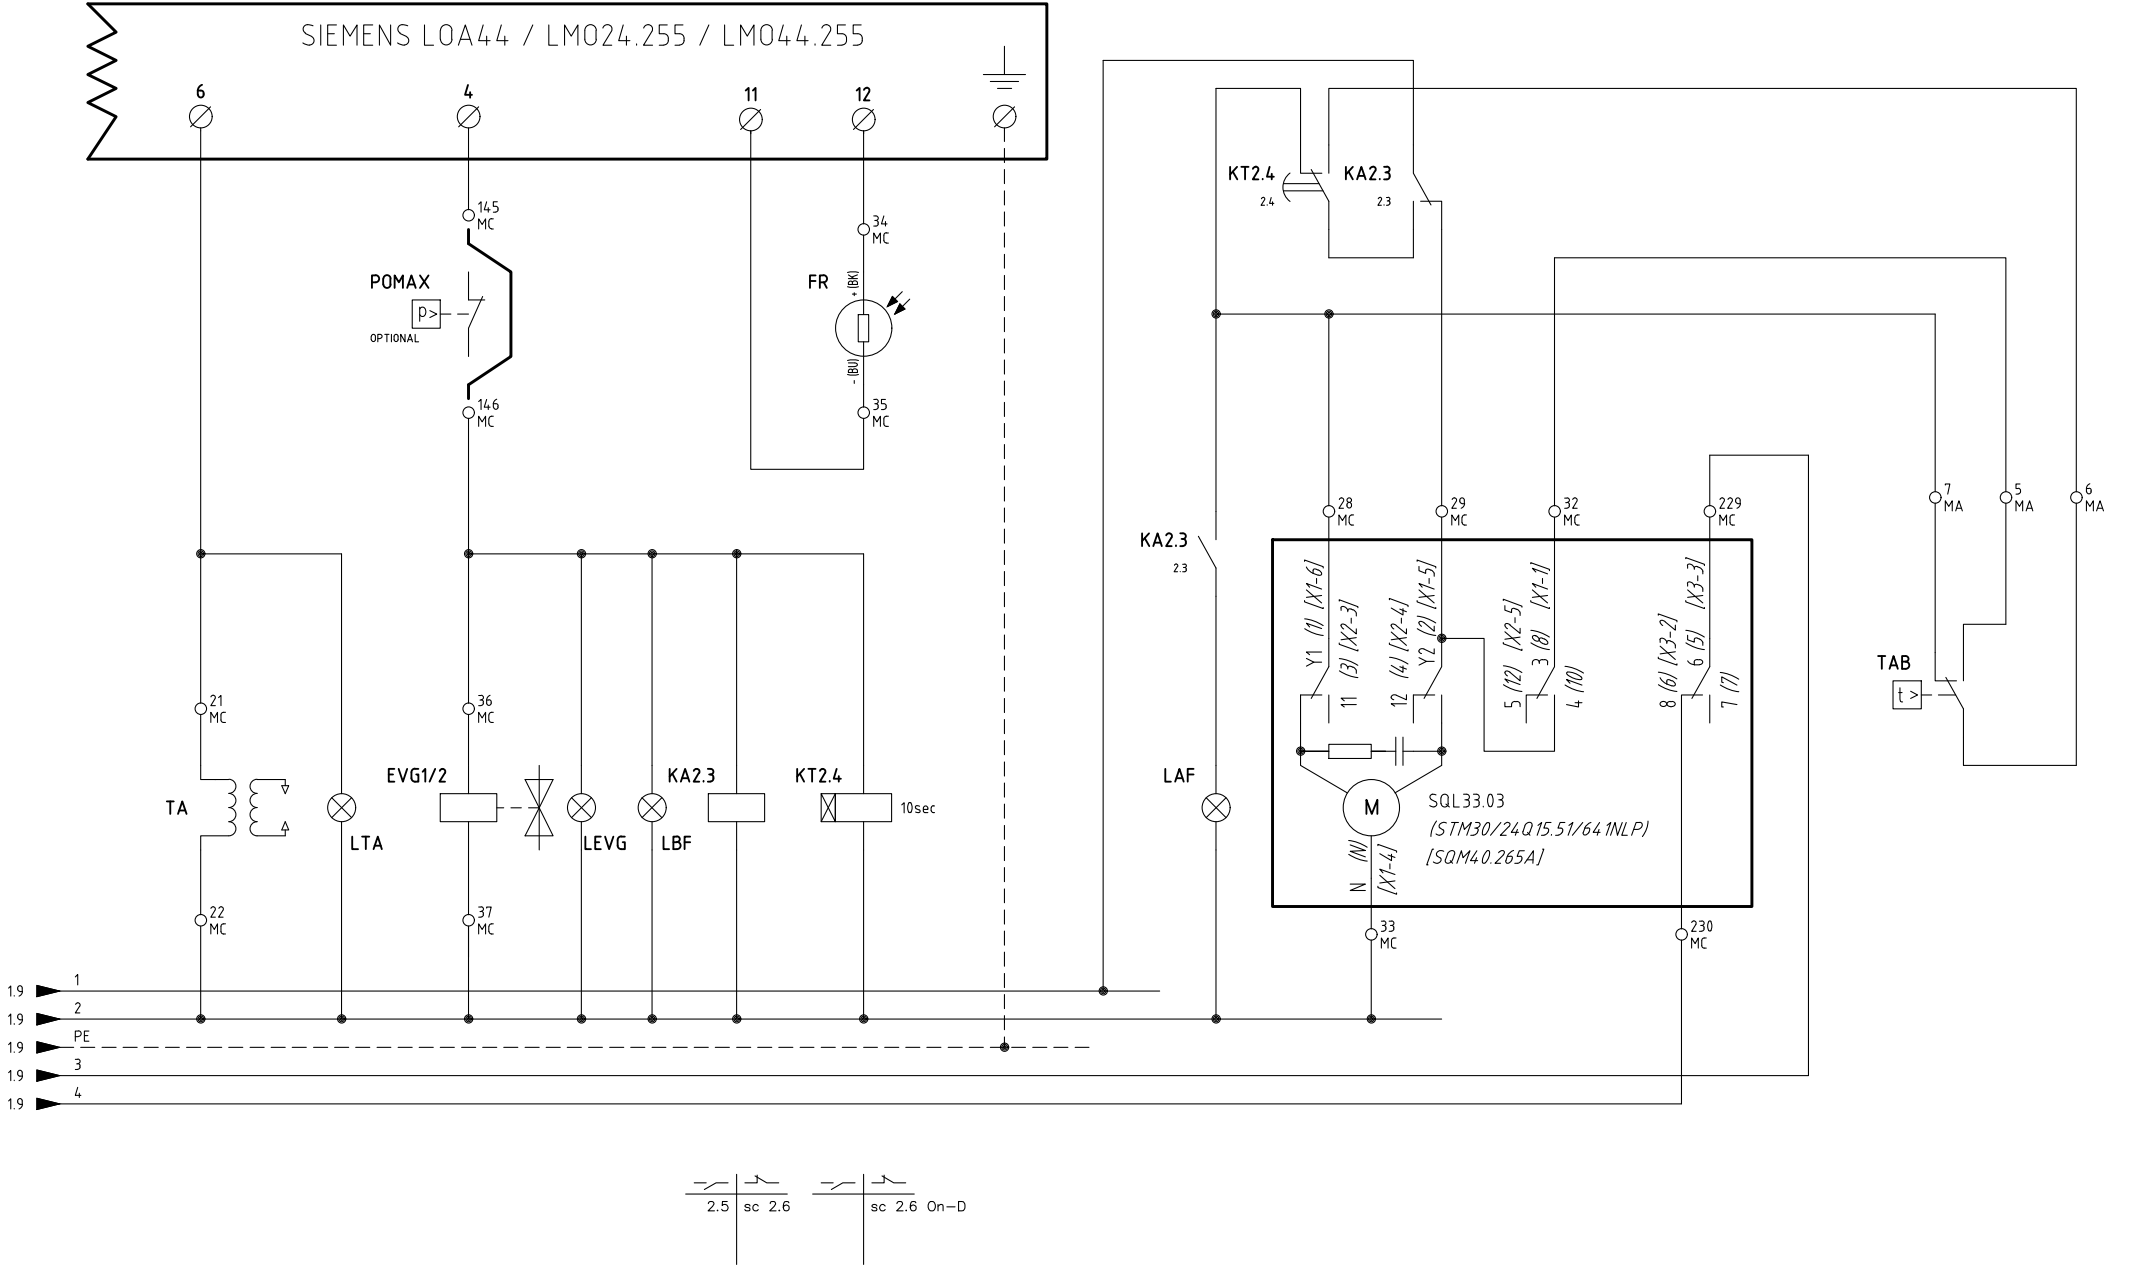 SIEMENS LOA44 / LMO24.255 / LMO44.255
6
4
11
12
KT2.4
2.4
KA2.3
2.3
145
MC
34
MC
POMAX
p>
OPTIONAL
FR
+(BK)
-(BU)
146
MC
35
MC
28
MC
29
MC
32
MC
229
MC
7
MA
5
MA
6
MA
KA2.3
2.3
Y1 (1) [X1-6]
11 (3) [X2-3]
12 (4) [X2-4]
Y2 (2) [X1-5]
5 (12) [X2-5]
3 (8) [X1-1]
4 (10)
8 (6) [X3-2]
6 (5) [X3-3]
7 (7)
TAB
t >
21
MC
36
MC
TA
LTA
EVG1/2
LEVG
LBF
KA2.3
KT2.4
10sec
LAF
M
SQL33.03
(STM30/24Q15.51/641NLP)
[SQM40.265A]
N (N)
[X1-4]
22
MC
37
MC
33
MC
230
MC
1.9
1
1.9
2
1.9
PE
1.9
3
1.9
4
2.5
sc 2.6
sc 2.6 On-D